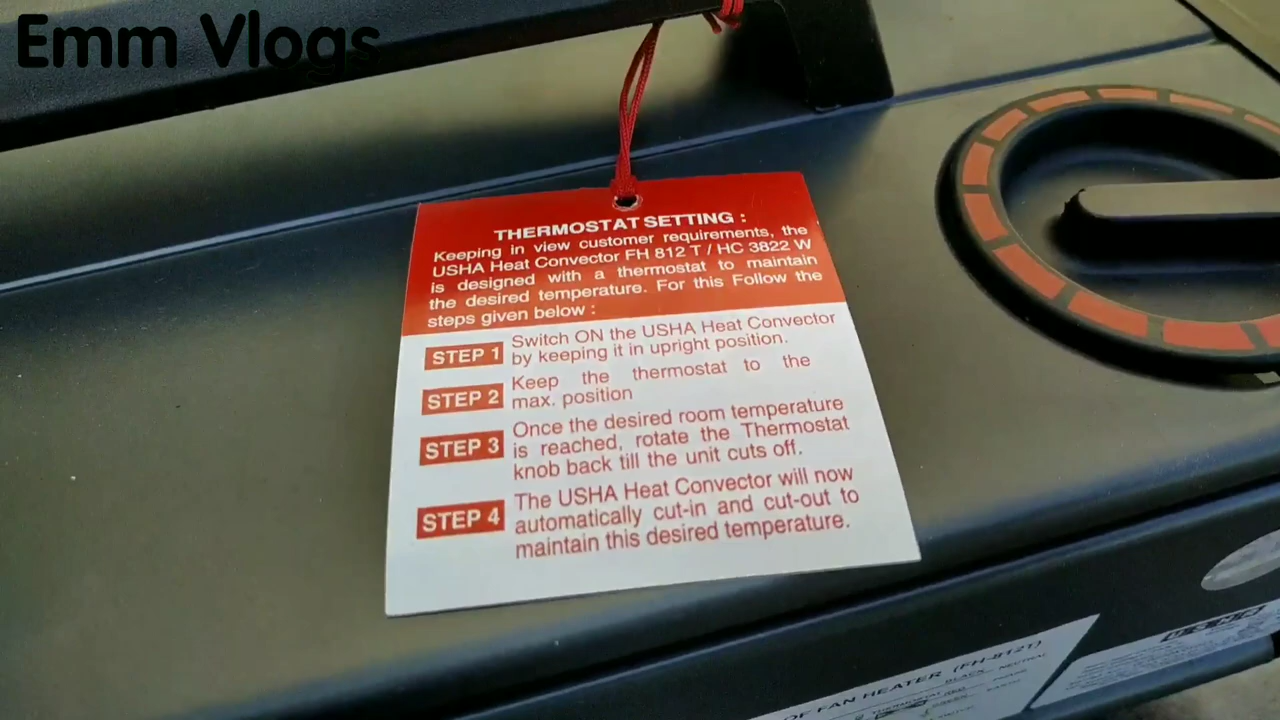 Emm Vlogs
THERMOSTAT SETTING :
Keeping in view customer requirements, the
USHA Heat Convector FH 812 T / HC 3822 W
is designed with a thermostat to maintain
the desired temperature. For this Follow the
steps given below :
STEP 1 Switch ON the USHA Heat Convector
by keeping it in upright position.
STEP 2 Keep the thermostat to the
max. position
STEP 3 Once the desired room temperature
is reached, rotate the Thermostat
knob back till the unit cuts off.
STEP 4 The USHA Heat Convector will now
automatically cut-in and cut-out to
maintain this desired temperature.
OF FAN HEATER (FH-812T)
BLACK NEUTRAL
THERMOSTAT